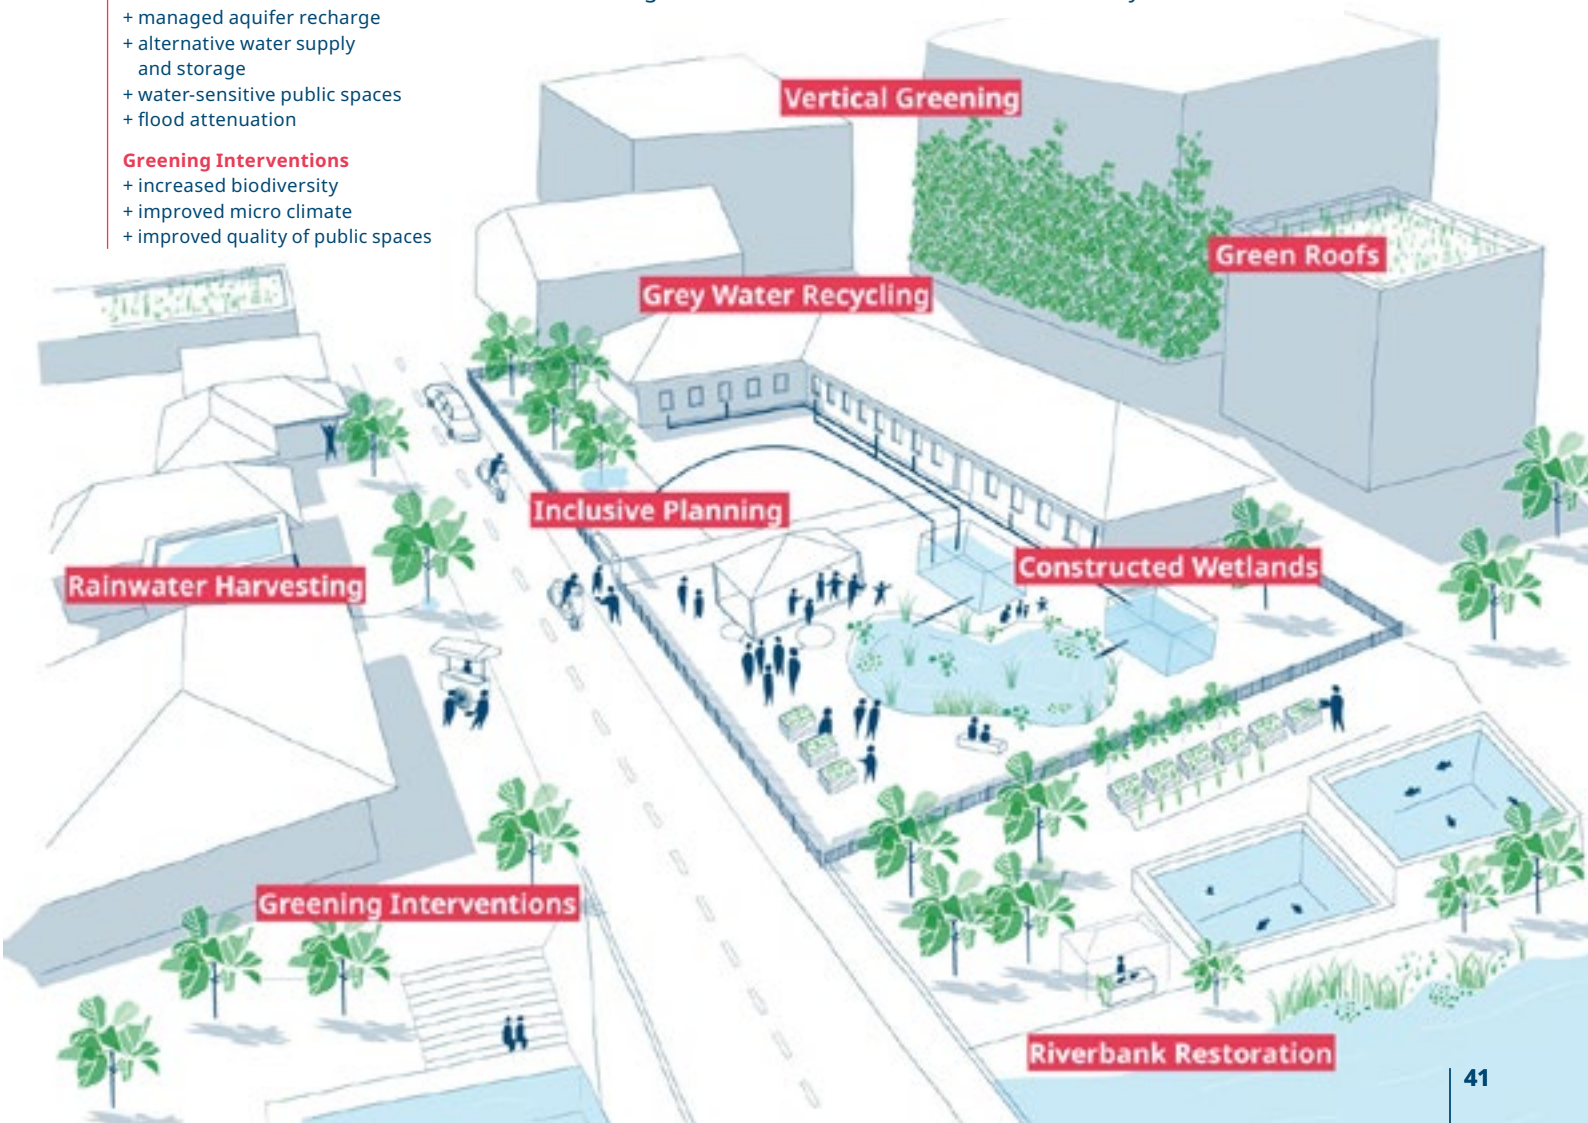 + managed aquifer recharge
+ alternative water supply
and storage
+ water-sensitive public spaces
+ flood attenuation
Greening Interventions
+ increased biodiversity
+ improved micro climate
+ improved quality of public spaces
Vertical Greening
Green Roofs
Grey Water Recycling
Inclusive Planning
Constructed Wetlands
Rainwater Harvesting
Greening Interventions
Riverbank Restoration
41